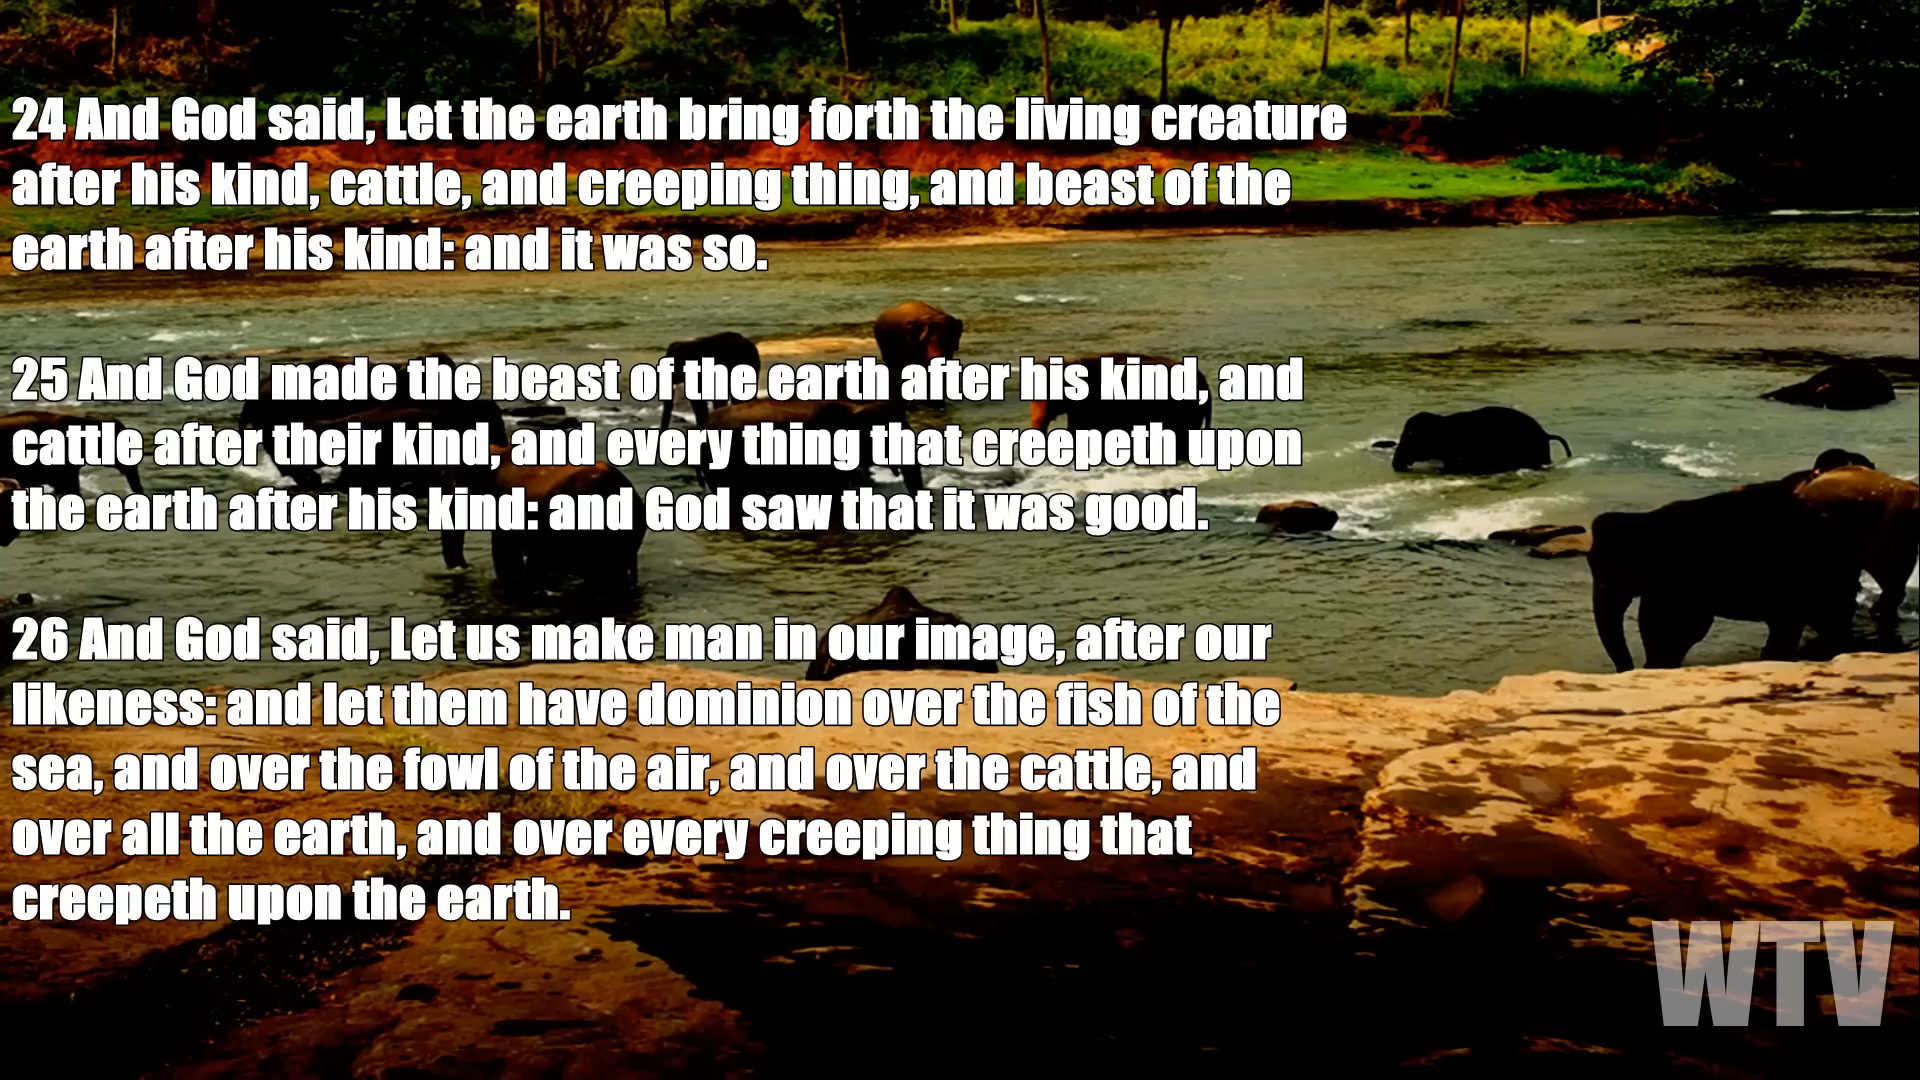 24 And God said, Let the earth bring forth the living creature
after his kind, cattle, and creeping thing, and beast of the
earth after his kind: and it was so.
25 And God made the beast of the earth after his kind, and
cattle after their kind, and every thing that creepeth upon
the earth after his kind: and God saw that it was good.
26 And God said, Let us make man in our image, after our
likeness: and let them have dominion over the fish of the
sea, and over the fowl of the air, and over the cattle, and
over all the earth, and over every creeping thing that
creepeth upon the earth.
WTV